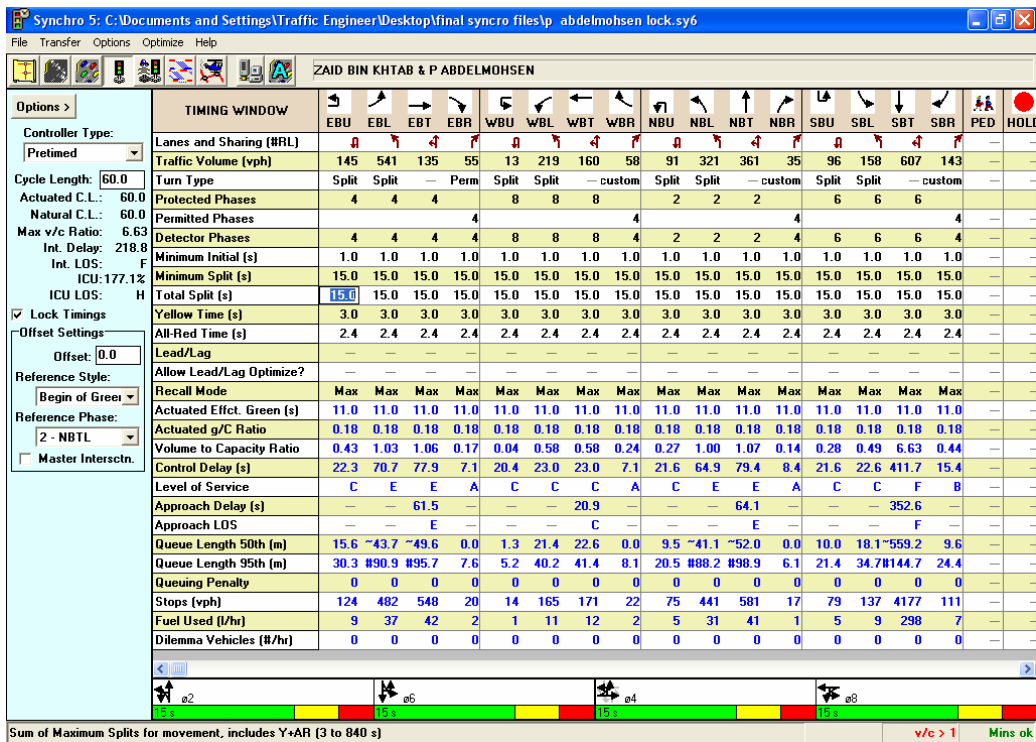 Synchro 5: C:\Documents and Settings\Traffic Engineer\Desktop\final syncro files\p abdelmohsen lock.sy6
File Transfer Options Optimize Help
ZAID BIN KHTAB & P ABDELMOHSEN
Options >
Controller Type:
Pretimed
Cycle Length: 60.0
Actuated C.L.: 60.0
Natural C.L.: 60.0
Max v/c Ratio: 6.63
Int. Delay: 218.8
Int. LOS: F
ICU: 177.1%
ICU LOS: H
Lock Timings
Offset Settings
Offset: 0.0
Reference Style:
Begin of Greer
Reference Phase:
2 - NBTL
Master Intersctn.
TIMING WINDOW EBU EBL EBT EBR WBU WBL WBT WBR NBU NBL NBT NBR SBU SBL SBT SBR PED HOLD
Lanes and Sharing (#RL) — —
Traffic Volume (vph) 145 541 135 55 13 219 160 58 91 321 361 35 96 158 607 143 — —
Turn Type Split Split — Perm Split Split — custom Split Split — custom Split Split — custom — —
Protected Phases 4 4 4 8 8 8 2 2 2 6 6 6 — —
Permitted Phases 4 4 4 4 — —
Detector Phases 4 4 4 4 8 8 8 4 2 2 2 4 6 6 6 4 — —
Minimum Initial (s) 1.0 1.0 1.0 1.0 1.0 1.0 1.0 1.0 1.0 1.0 1.0 1.0 1.0 1.0 1.0 1.0 — —
Minimum Split (s) 15.0 15.0 15.0 15.0 15.0 15.0 15.0 15.0 15.0 15.0 15.0 15.0 15.0 15.0 15.0 15.0 — —
Total Split (s) 15.0 15.0 15.0 15.0 15.0 15.0 15.0 15.0 15.0 15.0 15.0 15.0 15.0 15.0 15.0 15.0 — —
Yellow Time (s) 3.0 3.0 3.0 3.0 3.0 3.0 3.0 3.0 3.0 3.0 3.0 3.0 3.0 3.0 3.0 3.0 — —
All-Red Time (s) 2.4 2.4 2.4 2.4 2.4 2.4 2.4 2.4 2.4 2.4 2.4 2.4 2.4 2.4 2.4 2.4 — —
Lead/Lag — — — — — — — — — — — — — — — — — —
Allow Lead/Lag Optimize? — — — — — — — — — — — — — — — — — —
Recall Mode Max Max Max Max Max Max Max Max Max Max Max Max Max Max Max Max — —
Actuated Effct. Green (s) 11.0 11.0 11.0 11.0 11.0 11.0 11.0 11.0 11.0 11.0 11.0 11.0 11.0 11.0 11.0 11.0 — —
Actuated g/C Ratio 0.18 0.18 0.18 0.18 0.18 0.18 0.18 0.18 0.18 0.18 0.18 0.18 0.18 0.18 0.18 0.18 — —
Volume to Capacity Ratio 0.43 1.03 1.06 0.17 0.04 0.58 0.58 0.24 0.27 1.00 1.07 0.14 0.28 0.49 6.63 0.44 — —
Control Delay (s) 22.3 70.7 77.9 7.1 20.4 23.0 23.0 7.1 21.6 64.9 79.4 8.4 21.6 22.6 411.7 15.4 — —
Level of Service C E E A C C C A C E E A C C F B — —
Approach Delay (s) — — 61.5 — — — 20.9 — — — 64.1 — — — 352.6 — — —
Approach LOS — — E — — — C — — — E — — — F — — —
Queue Length 50th (m) 15.6 ~43.7 ~49.6 0.0 1.3 21.4 22.6 0.0 9.5 ~41.1 ~52.0 0.0 10.0 18.1 ~559.2 9.6 — —
Queue Length 95th (m) 30.3 #90.9 #95.7 7.6 5.2 40.2 41.4 8.1 20.5 #88.2 #98.9 6.1 21.4 34.7 #144.7 24.4 — —
Queuing Penalty 0 0 0 0 0 0 0 0 0 0 0 0 0 0 0 0 — —
Stops (vph) 124 482 548 20 14 165 171 22 75 441 581 17 79 137 4177 111 — —
Fuel Used (l/hr) 9 37 42 2 1 11 12 2 5 31 41 1 5 9 298 7 — —
Dilemma Vehicles (#/hr) 0 0 0 0 0 0 0 0 0 0 0 0 0 0 0 0 — —
ø2 ø6 ø4 ø8
15 s 15 s 15 s 15 s
Sum of Maximum Splits for movement, includes Y+AR (3 to 840 s) v/c > 1 Mins ok